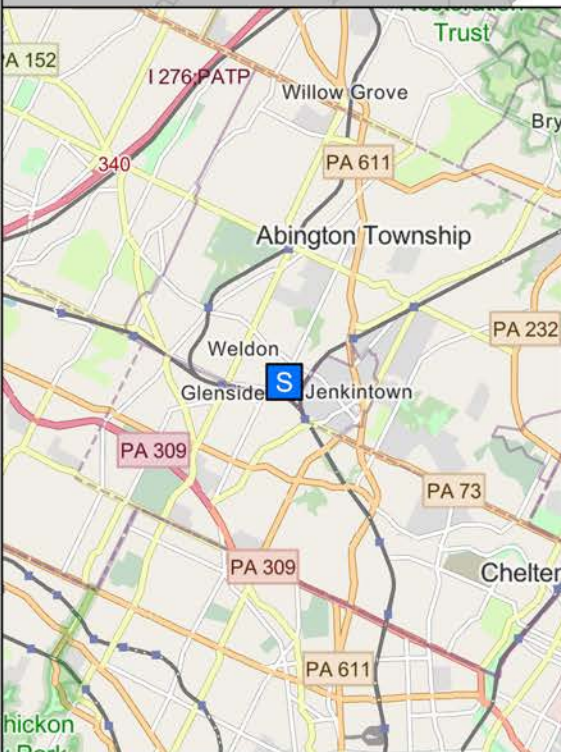 Trust
PA 152
I 276;PATP
Willow Grove
Bry
340
PA 611
Abington Township
PA 232
Weldon
S
Glenside
Jenkintown
PA 309
PA 73
PA 309
Chelter
PA 611
hickon